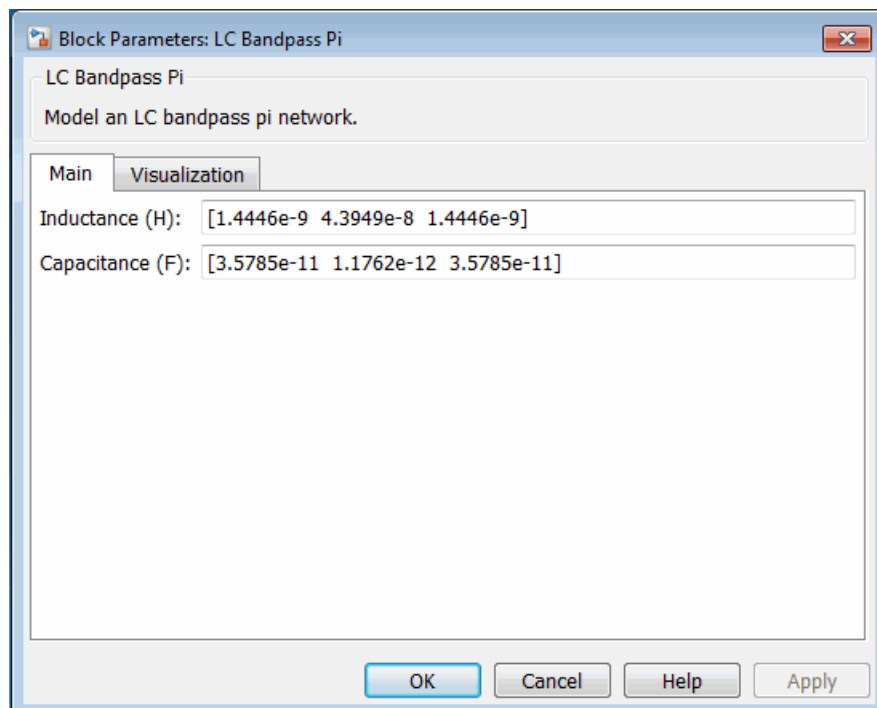 Block Parameters: LC Bandpass Pi
LC Bandpass Pi
Model an LC bandpass pi network.
Main Visualization
Inductance (H): [1.4446e-9 4.3949e-8 1.4446e-9]
Capacitance (F): [3.5785e-11 1.1762e-12 3.5785e-11]
OK Cancel Help Apply